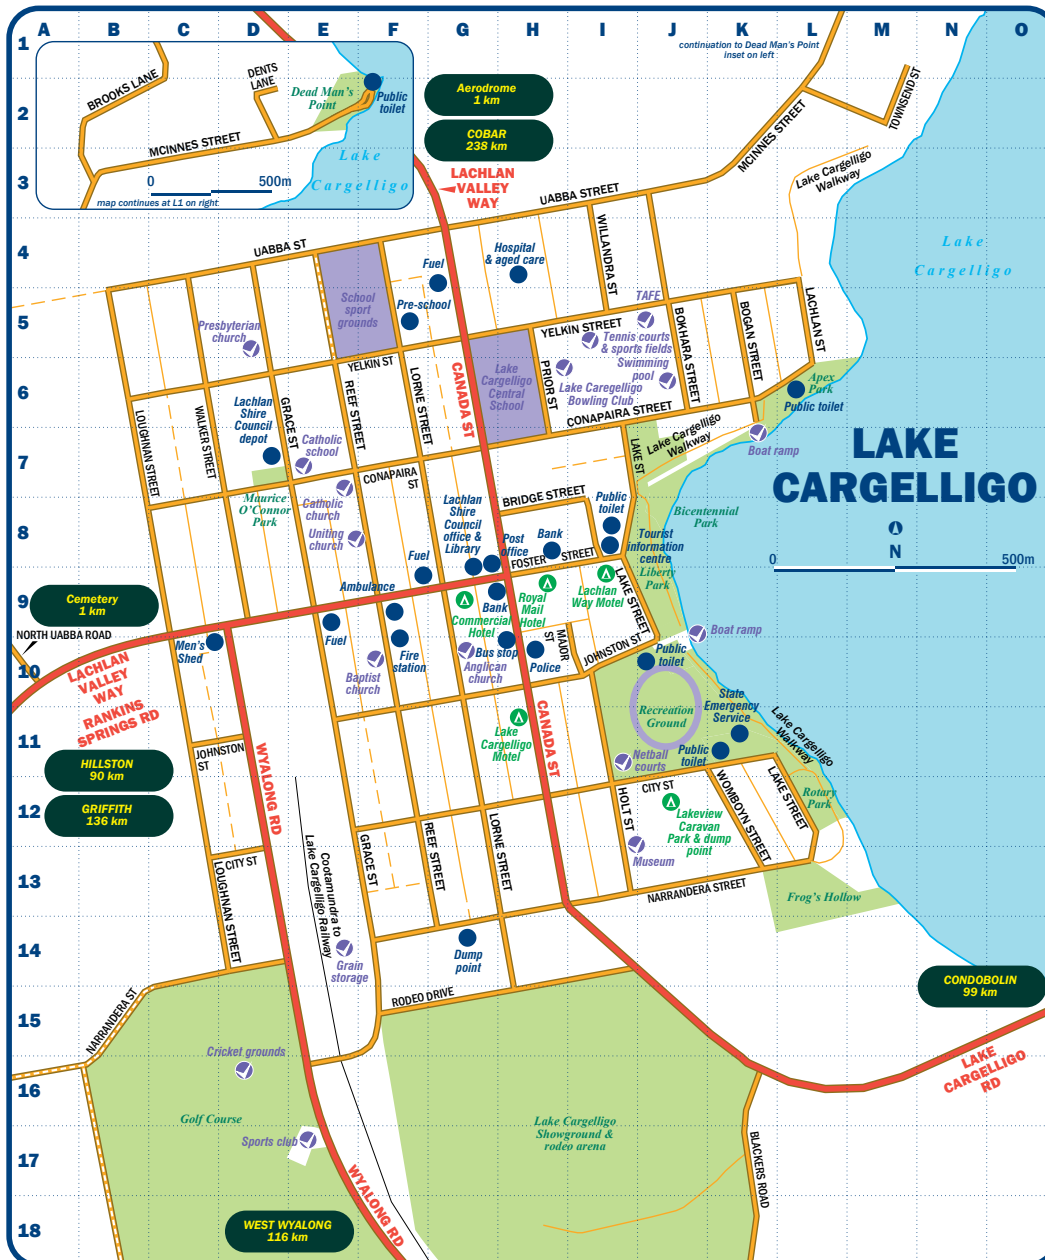 A B C D E F G H I J K L M N O
1
2
3
4
5
6
7
8
9
10
11
12
13
14
15
16
17
18
BROOKS LANE
DENTS
LANE
Dead Man's
Point
Public
toilet
MCINNES STREET
Lake
Cargelligo
0 500m
map continues at L1 on right
Aerodrome
1 km
COBAR
238 km
LACHLAN
VALLEY
WAY
continuation to Dead Man's Point
inset on left
MCINNES STREET
TOWNSEND ST
Lake Cargelligo
Walkway
UABBA STREET
UABBA ST
WILLANDRA ST
Lake
Cargelligo
Hospital
& aged care
Fuel
Pre-school
School
sport
grounds
Presbyterian
church
TAFE
YELKIN STREET
Tennis courts
& sports fields
Swimming
pool
BOKHARA STREET
BOGAN STREET
LACHLAN ST
YELKIN ST
CANADA ST
Lake
Cargelligo
Central
School
PRIOR ST
Lake Caregelligo
Bowling Club
CONAPAIRA STREET
Apex
Park
Public toilet
LOUGHNAN STREET
WALKER STREET
Lachlan
Shire
Council
depot
GRACE ST
REEF STREET
LORNE STREET
Catholic
school
CONAPAIRA
ST
LAKE ST
Lake Cargelligo
Walkway
Boat ramp
LAKE
CARGELLIGO
N
0 500m
Maurice
O'Connor
Park
Catholic
church
Uniting
church
Lachlan
Shire
Council
office &
Library
BRIDGE STREET
Public
toilet
Bicentennial
Park
Post
office
Bank
Tourist
information
centre
FOSTER STREET
Fuel
Ambulance
Liberty
Park
Cemetery
1 km
NORTH UABBA ROAD
Commercial
Hotel
Bank
Royal
Mail
Hotel
Lachlan
Way Motel
LAKE STREET
Boat ramp
Men's
Shed
Fuel
Fire
station
Baptist
church
Bus stop
Anglican
church
Police
MAJOR
ST
JOHNSTON ST
Public
toilet
LACHLAN
VALLEY
WAY
RANKINS
SPRINGS RD
Recreation
Ground
State
Emergency
Service
Lake Cargelligo
Walkway
Lake
Cargelligo
Motel
CANADA ST
Public
toilet
Netball
courts
HILLSTON
90 km
GRIFFITH
136 km
JOHNSTON
ST
WYALONG RD
CITY ST
HOLT ST
WOMBOYN STREET
LAKE STREET
Rotary
Park
Lakeview
Caravan
Park & dump
point
Museum
CITY ST
LOUGHNAN STREET
Cootamundra to
Lake Cargelligo Railway
GRACE ST
REEF STREET
LORNE STREET
NARRANDERA STREET
Frog's Hollow
Grain
storage
Dump
point
RODEO DRIVE
NARRANDERA ST
CONDOBOLIN
99 km
LAKE
CARGELLIGO
RD
Cricket grounds
Golf Course
Sports club
Lake Cargelligo
Showground &
rodeo arena
BLACKERS ROAD
WYALONG RD
WEST WYALONG
116 km